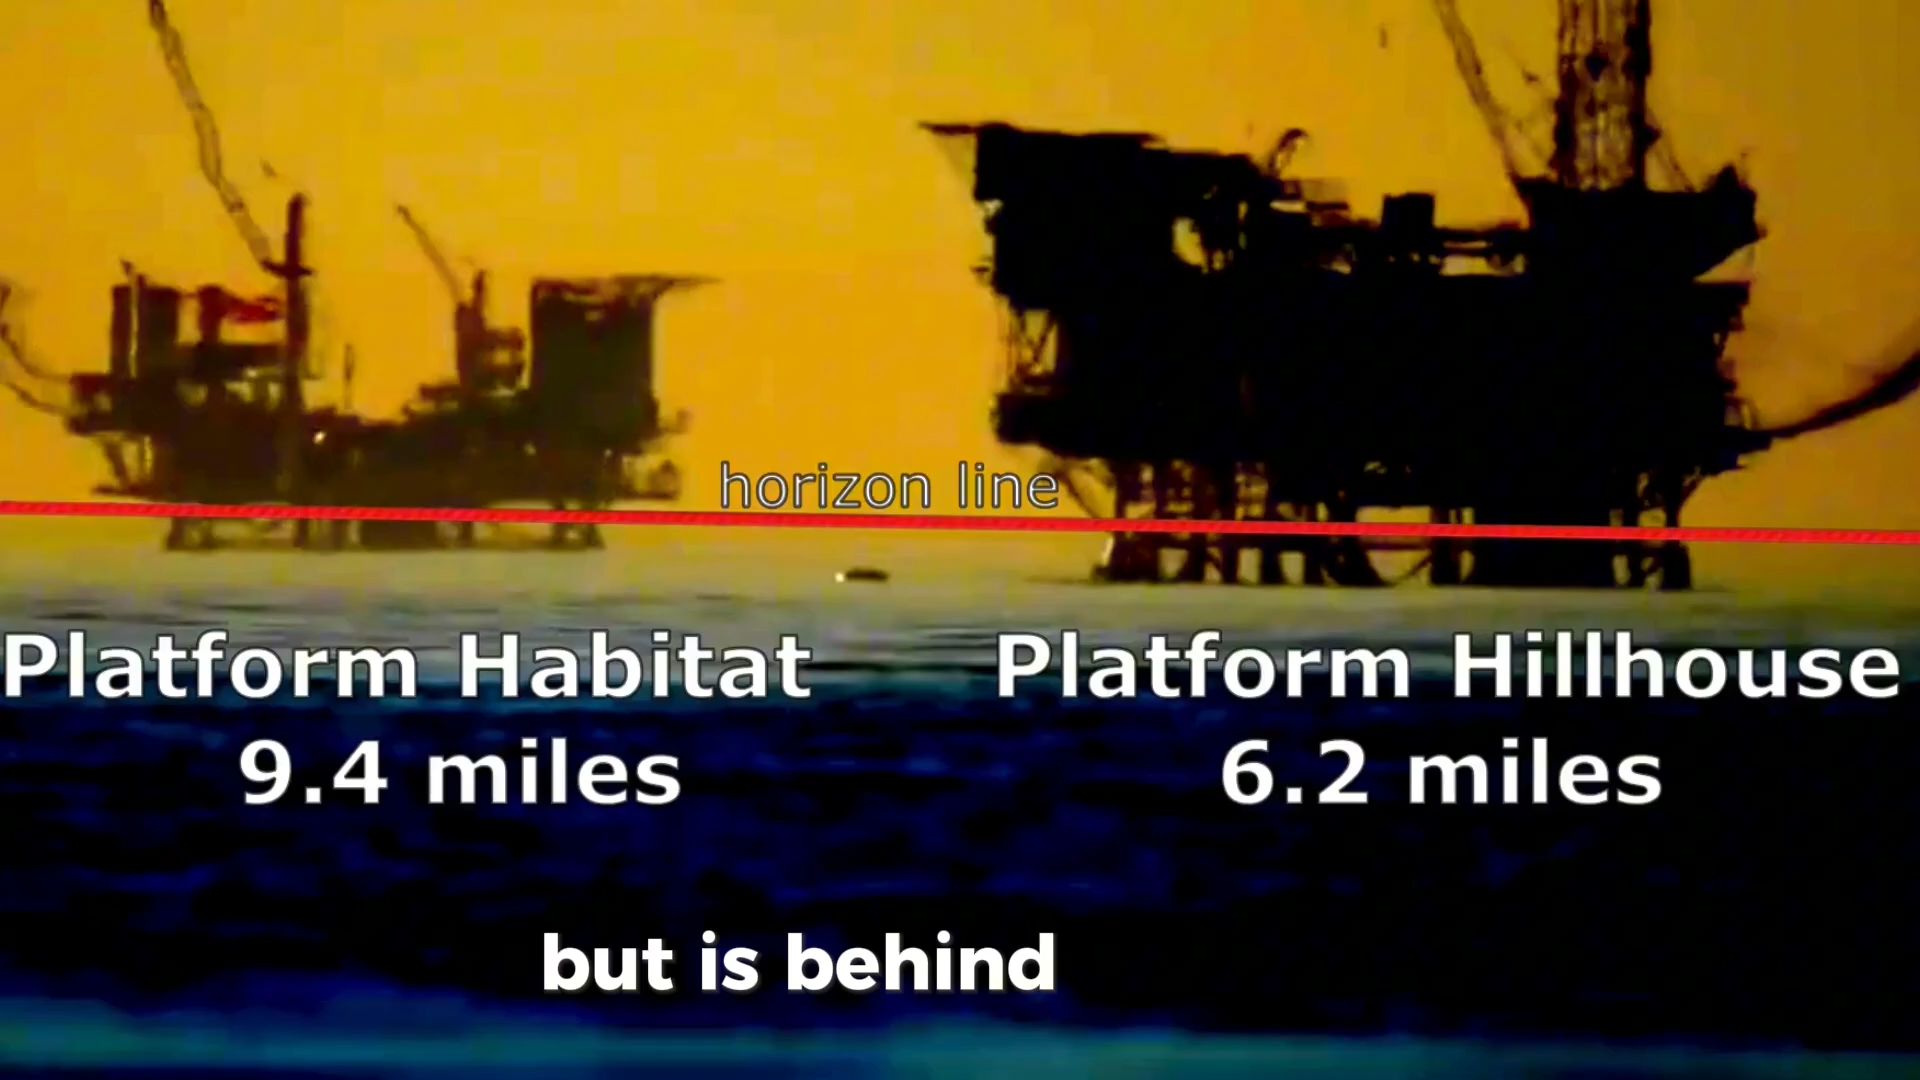 horizon line
Platform Habitat
9.4 miles
Platform Hillhouse
6.2 miles
but is behind